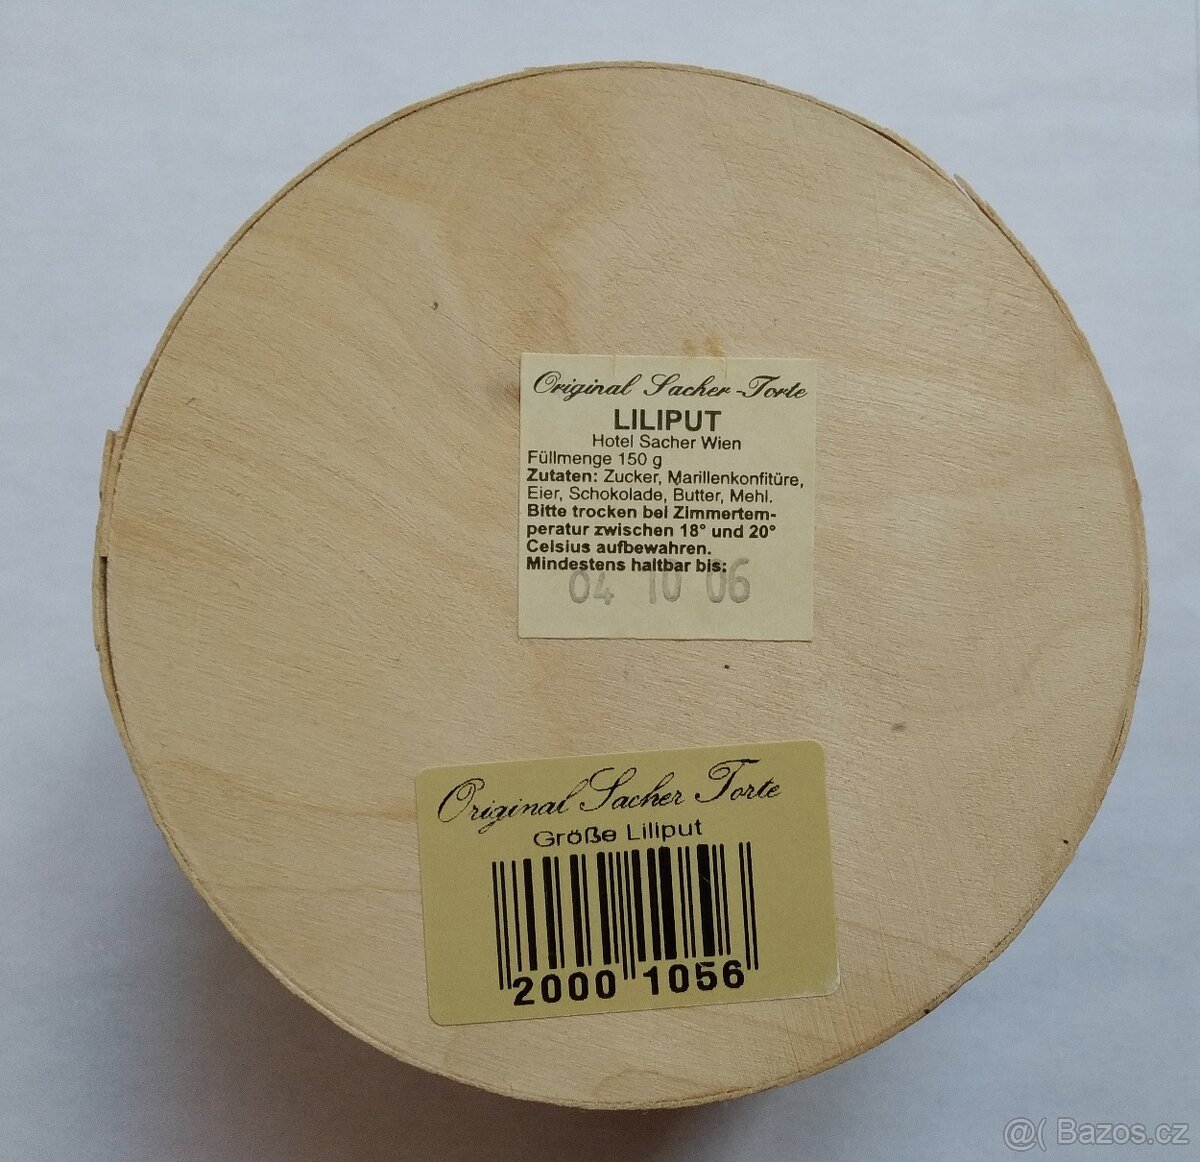 Original Sacher-Torte
LILIPUT
Hotel Sacher Wien
Füllmenge 150 g
Zutaten: Zucker, Marillenkonfitüre,
Eier, Schokolade, Butter, Mehl.
Bitte trocken bei Zimmertem-
peratur zwischen 18° und 20°
Celsius aufbewahren.
Mindestens haltbar bis:
04 10 06
Original Sacher Torte
Größe Liliput
2000 1056
@( Bazos.cz